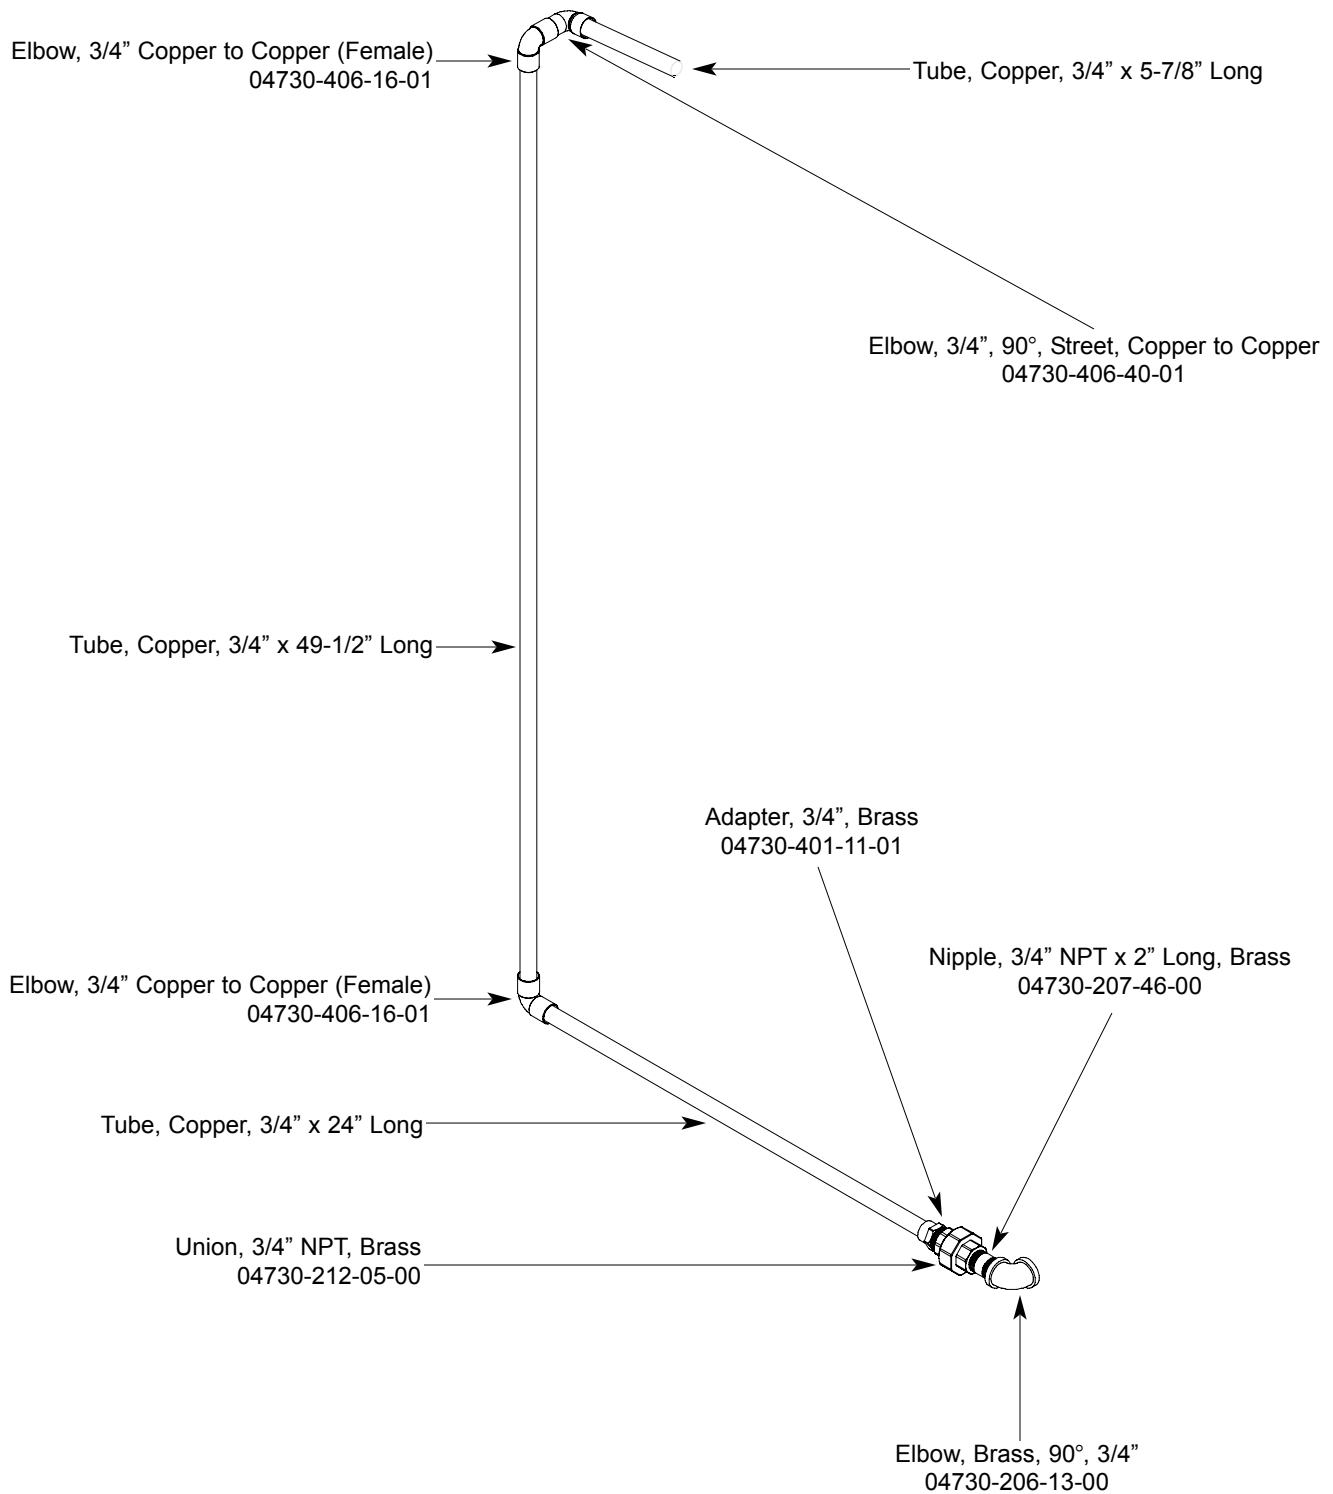 Elbow, 3/4” Copper to Copper (Female)
04730-406-16-01
Tube, Copper, 3/4” x 5-7/8” Long
Elbow, 3/4”, 90°, Street, Copper to Copper
04730-406-40-01
Tube, Copper, 3/4” x 49-1/2” Long
Adapter, 3/4”, Brass
04730-401-11-01
Nipple, 3/4” NPT x 2” Long, Brass
04730-207-46-00
Elbow, 3/4” Copper to Copper (Female)
04730-406-16-01
Tube, Copper, 3/4” x 24” Long
Union, 3/4” NPT, Brass
04730-212-05-00
Elbow, Brass, 90°, 3/4”
04730-206-13-00